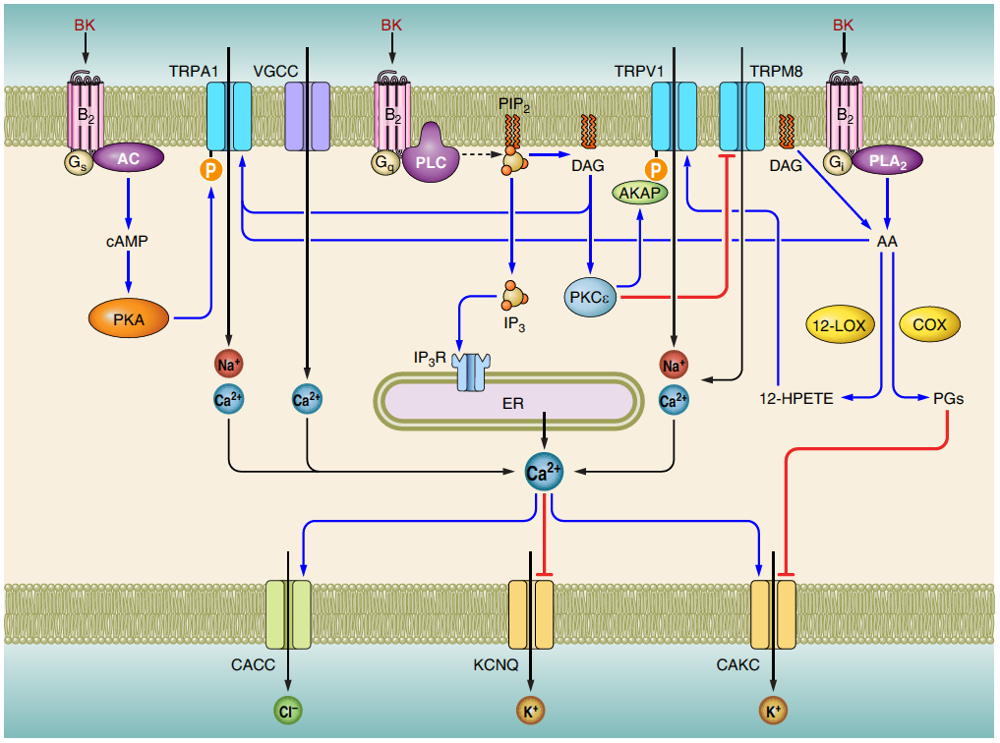 BK
BK
BK
TRPA1
VGCC
TRPV1
TRPM8
PIP₂
B₂
B₂
B₂
Gₛ
AC
P
G_q
PLC
DAG
P
AKAP
DAG
Gᵢ
PLA₂
cAMP
AA
PKA
IP₃
PKCε
12-LOX
COX
IP₃R
Na⁺
Na⁺
Ca²⁺
Ca²⁺
ER
Ca²⁺
12-HPETE
PGs
Ca²⁺
CACC
KCNQ
CAKC
Cl⁻
K⁺
K⁺